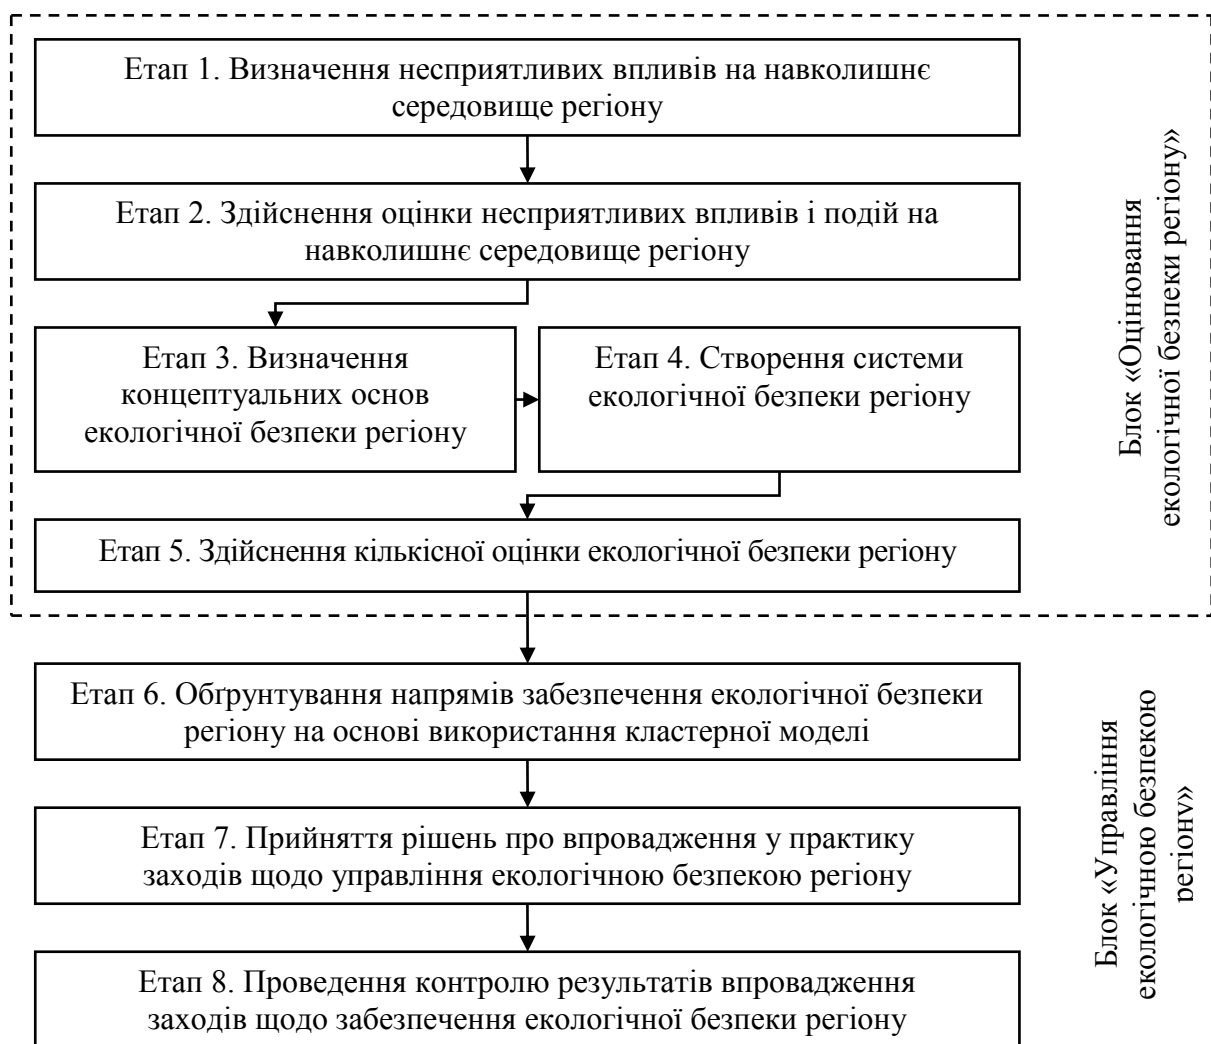 Етап 1. Визначення несприятливих впливів на навколишнє
середовище регіону
Етап 2. Здійснення оцінки несприятливих впливів і подій на
навколишнє середовище регіону
Етап 3. Визначення
концептуальних основ
екологічної безпеки регіону
Етап 4. Створення системи
екологічної безпеки регіону
Етап 5. Здійснення кількісної оцінки екологічної безпеки регіону
Блок «Оцінювання
екологічної безпеки регіону»
Етап 6. Обґрунтування напрямів забезпечення екологічної безпеки
регіону на основі використання кластерної моделі
Етап 7. Прийняття рішень про впровадження у практику
заходів щодо управління екологічною безпекою регіону
Етап 8. Проведення контролю результатів впровадження
заходів щодо забезпечення екологічної безпеки регіону
Блок «Управління
екологічною безпекою
регіону»